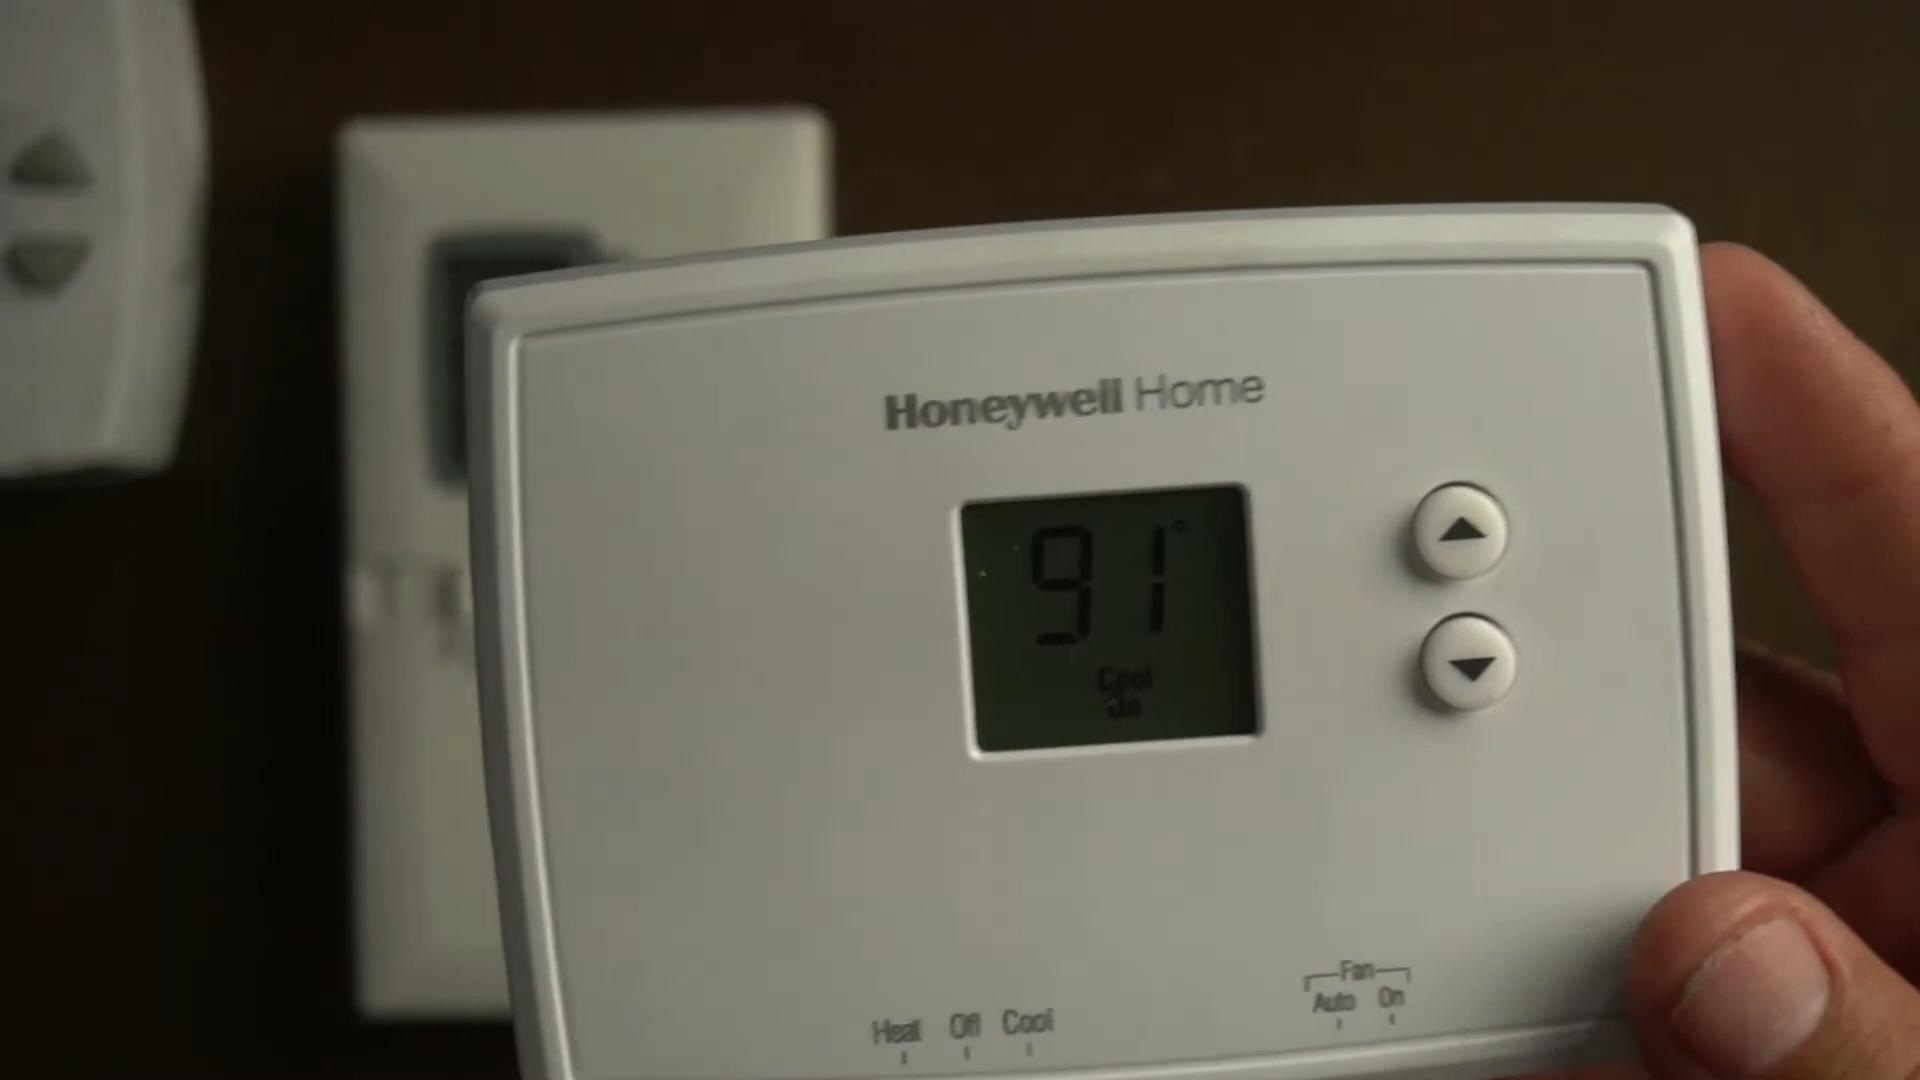 Honeywell Home
91°
Cool
On
Fan
Auto On
Heat Off Cool